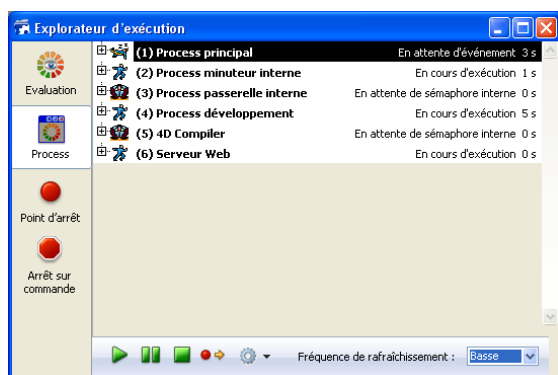 Explorateur d'exécution
Evaluation
Process
Point d'arrêt
Arrêt sur
commande
(1) Process principal En attente d'événement 3 s
(2) Process minuteur interne En cours d'exécution 1 s
(3) Process passerelle interne En attente de sémaphore interne 0 s
(4) Process développement En cours d'exécution 5 s
(5) 4D Compiler En attente de sémaphore interne 0 s
(6) Serveur Web En cours d'exécution 0 s
Fréquence de rafraîchissement : Basse